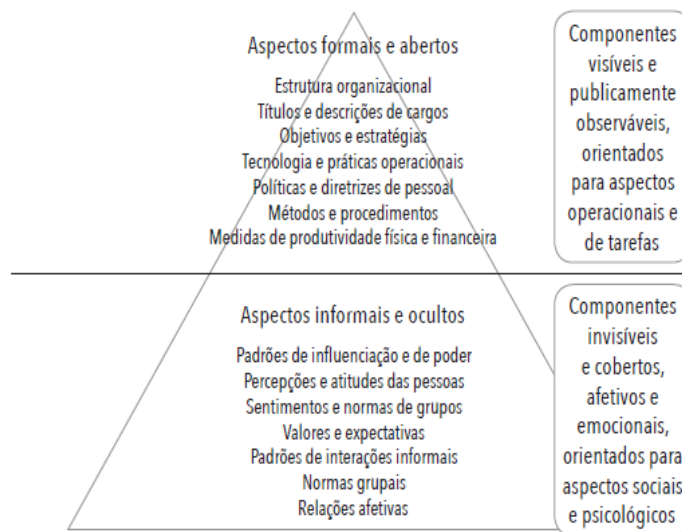 Aspectos formais e abertos
Estrutura organizacional
Títulos e descrições de cargos
Objetivos e estratégias
Tecnologia e práticas operacionais
Políticas e diretrizes de pessoal
Métodos e procedimentos
Medidas de produtividade física e financeira
Componentes
visíveis e
publicamente
observáveis,
orientados
para aspectos
operacionais e
de tarefas
Aspectos informais e ocultos
Padrões de influenciação e de poder
Percepções e atitudes das pessoas
Sentimentos e normas de grupos
Valores e expectativas
Padrões de interações informais
Normas grupais
Relações afetivas
Componentes
invisíveis
e cobertos,
afetivos e
emocionais,
orientados para
aspectos sociais
e psicológicos